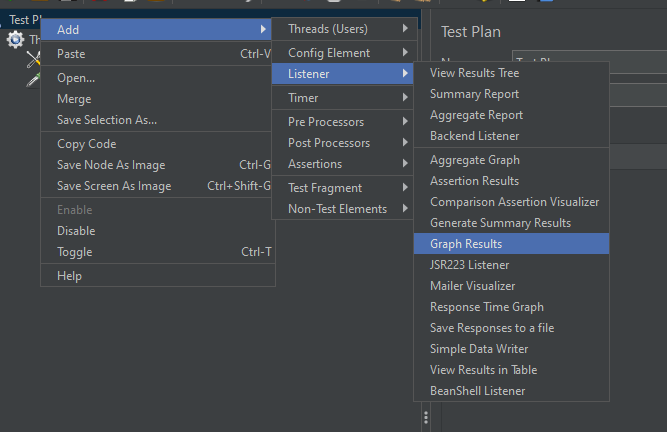 Test Pl
Th
Add
Paste Ctrl-V
Open...
Merge
Save Selection As...
Copy Code
Save Node As Image Ctrl-G
Save Screen As Image Ctrl+Shift-G
Enable
Disable
Toggle Ctrl-T
Help
Threads (Users)
Config Element
Listener
Timer
Pre Processors
Post Processors
Assertions
Test Fragment
Non-Test Elements
Test Plan
View Results Tree
Summary Report
Aggregate Report
Backend Listener
Aggregate Graph
Assertion Results
Comparison Assertion Visualizer
Generate Summary Results
Graph Results
JSR223 Listener
Mailer Visualizer
Response Time Graph
Save Responses to a file
Simple Data Writer
View Results in Table
BeanShell Listener